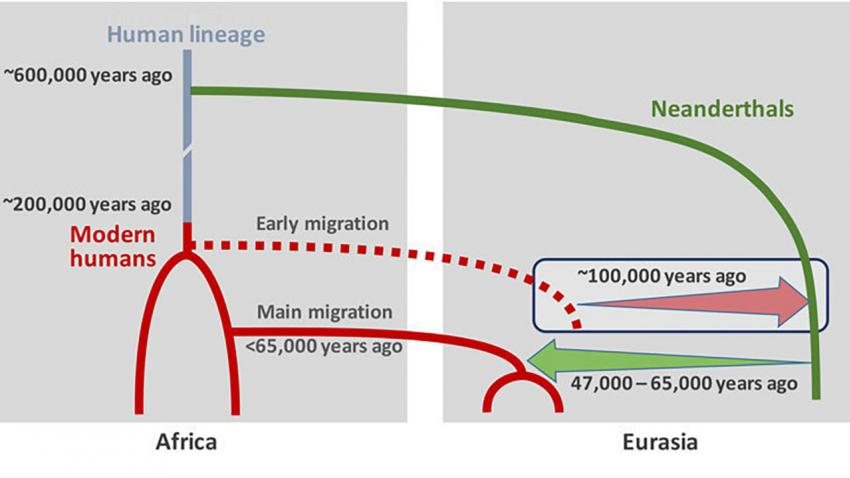 Human lineage
~600,000 years ago
Neanderthals
~200,000 years ago
Modern
humans
Early migration
~100,000 years ago
Main migration
<65,000 years ago
47,000 – 65,000 years ago
Africa
Eurasia